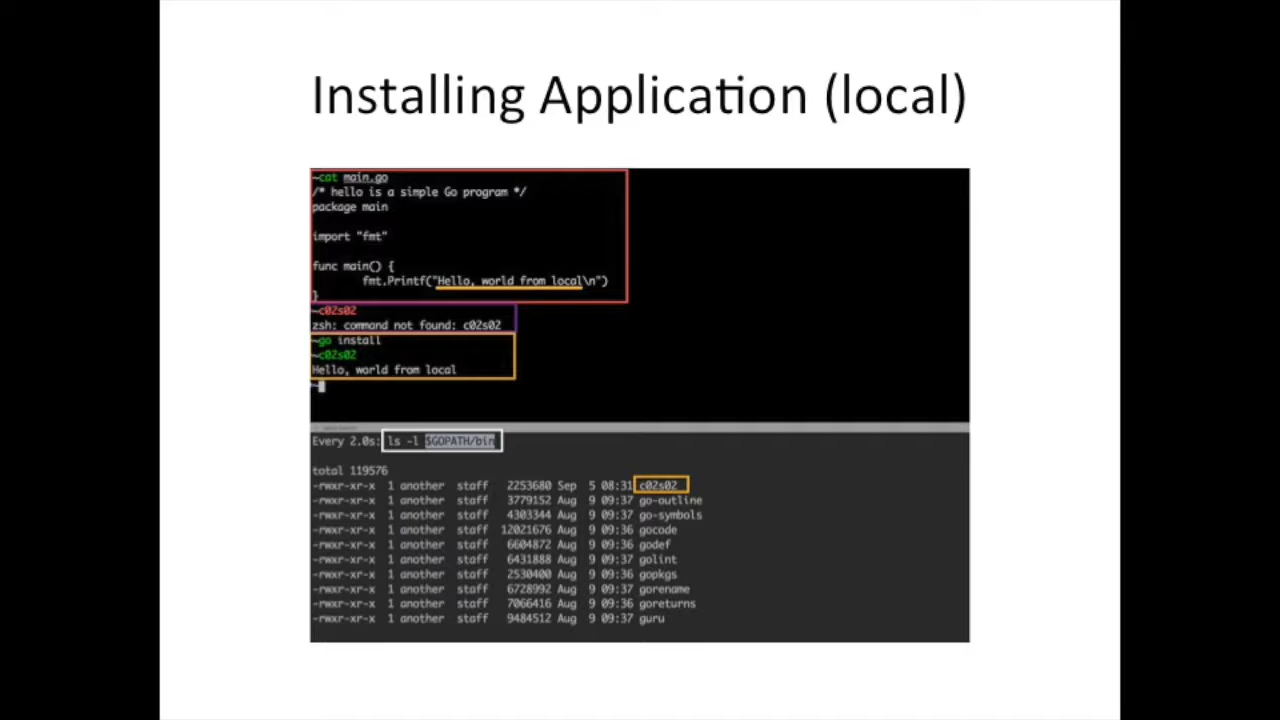 Installing Application (local)
~cat main.go
/* hello is a simple Go program */
package main
import "fmt"
func main() {
fmt.Printf("Hello, world from local\n")
}
~c02s02
zsh: command not found: c02s02
~go install
~c02s02
Hello, world from local
~
Every 2.0s: ls -l $GOPATH/bin
total 119576
-rwxr-xr-x 1 another staff 2253680 Sep 5 08:31 c02s02
-rwxr-xr-x 1 another staff 3779152 Aug 9 09:37 go-outline
-rwxr-xr-x 1 another staff 4303344 Aug 9 09:37 go-symbols
-rwxr-xr-x 1 another staff 12021676 Aug 9 09:36 gocode
-rwxr-xr-x 1 another staff 6604872 Aug 9 09:36 godef
-rwxr-xr-x 1 another staff 6431888 Aug 9 09:37 golint
-rwxr-xr-x 1 another staff 2530400 Aug 9 09:36 gopkgs
-rwxr-xr-x 1 another staff 6728992 Aug 9 09:37 gorename
-rwxr-xr-x 1 another staff 7066416 Aug 9 09:36 goreturns
-rwxr-xr-x 1 another staff 9484512 Aug 9 09:37 guru